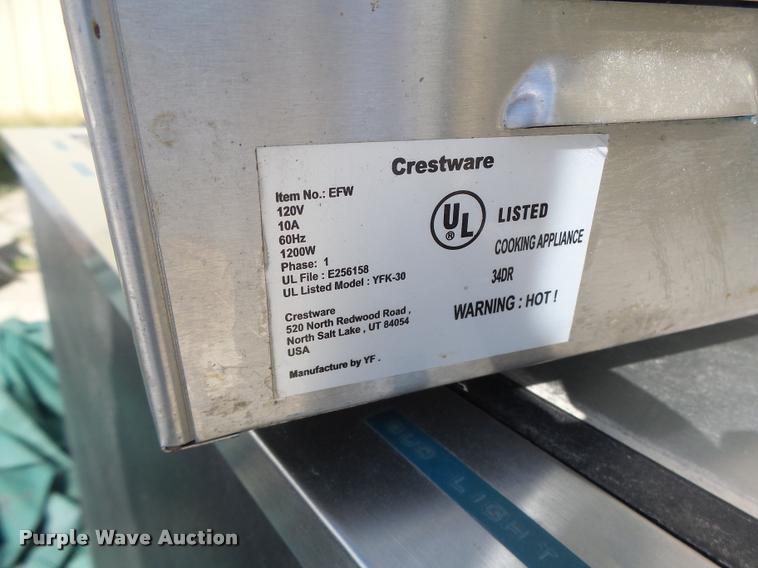 Crestware
Item No.: EFW
120V
10A
60Hz
1200W
Phase: 1
UL File : E256158
UL Listed Model : YFK-30
Crestware
520 North Redwood Road ,
North Salt Lake , UT 84054
USA
Manufacture by YF .
UL
®
LISTED
COOKING APPLIANCE
34DR
WARNING : HOT !
BUD LIGHT
Purple Wave Auction®